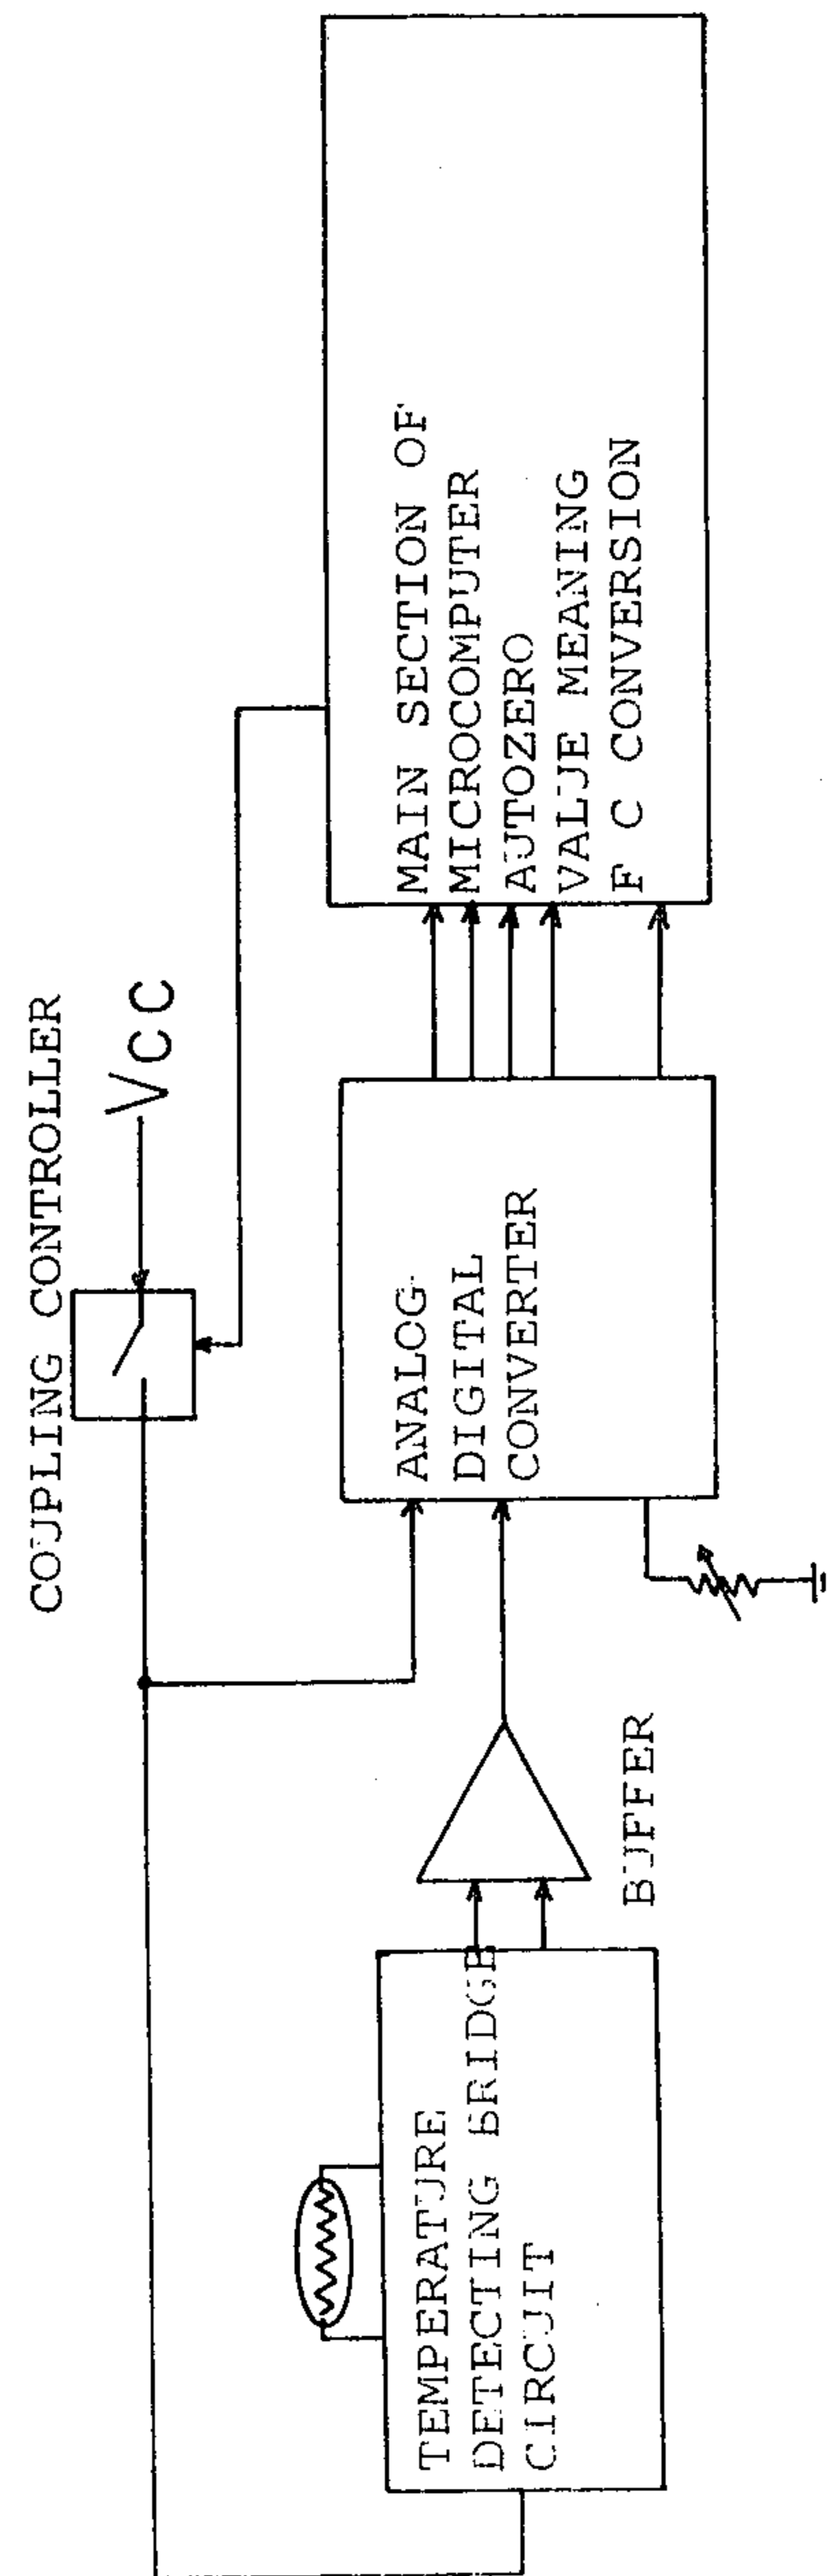 COUPLING CONTROLLER
Vcc
TEMPERATURE
DETECTING BRIDGE
CIRCUIT
BUFFER
ANALOG-
DIGITAL
CONVERTER
MAIN SECTION OF
MICROCOMPUTER
AUTOZERO
VALUE MEANING
F C CONVERSION